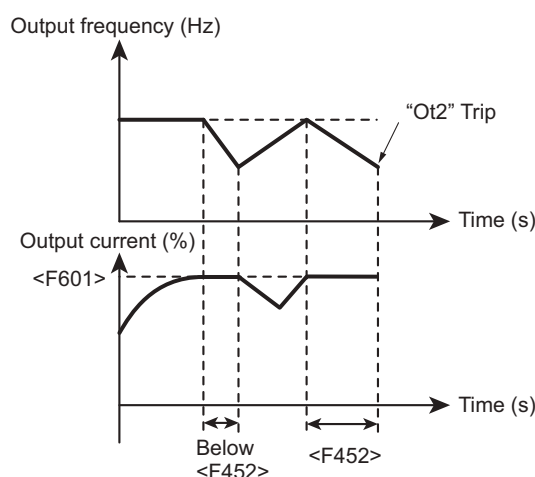 Output frequency (Hz)
“Ot2” Trip
Time (s)
Output current (%)
<F601>
Time (s)
Below
<F452>
<F452>